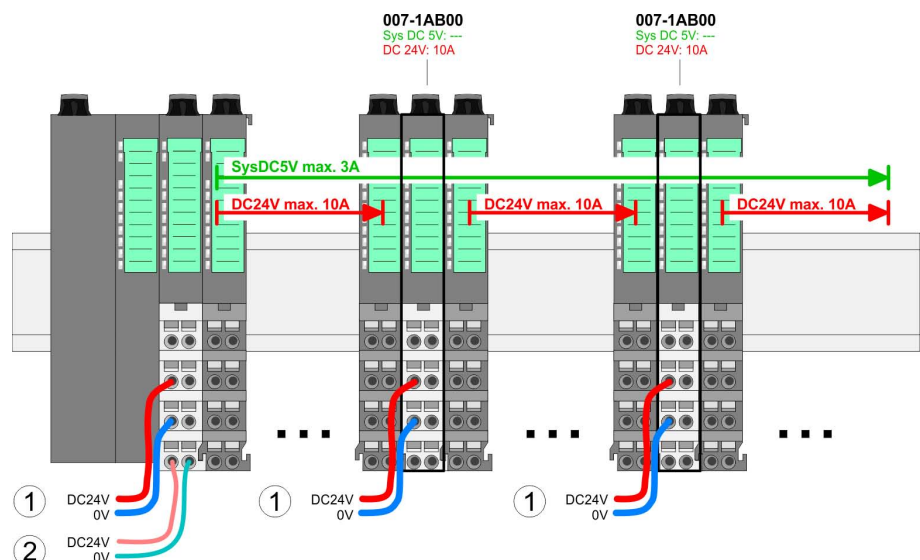 007-1AB00
Sys DC 5V: ---
DC 24V: 10A
007-1AB00
Sys DC 5V: ---
DC 24V: 10A
SysDC5V max. 3A
DC24V max. 10A
DC24V max. 10A
DC24V max. 10A
1
DC24V
0V
1
DC24V
0V
1
DC24V
0V
2
DC24V
0V